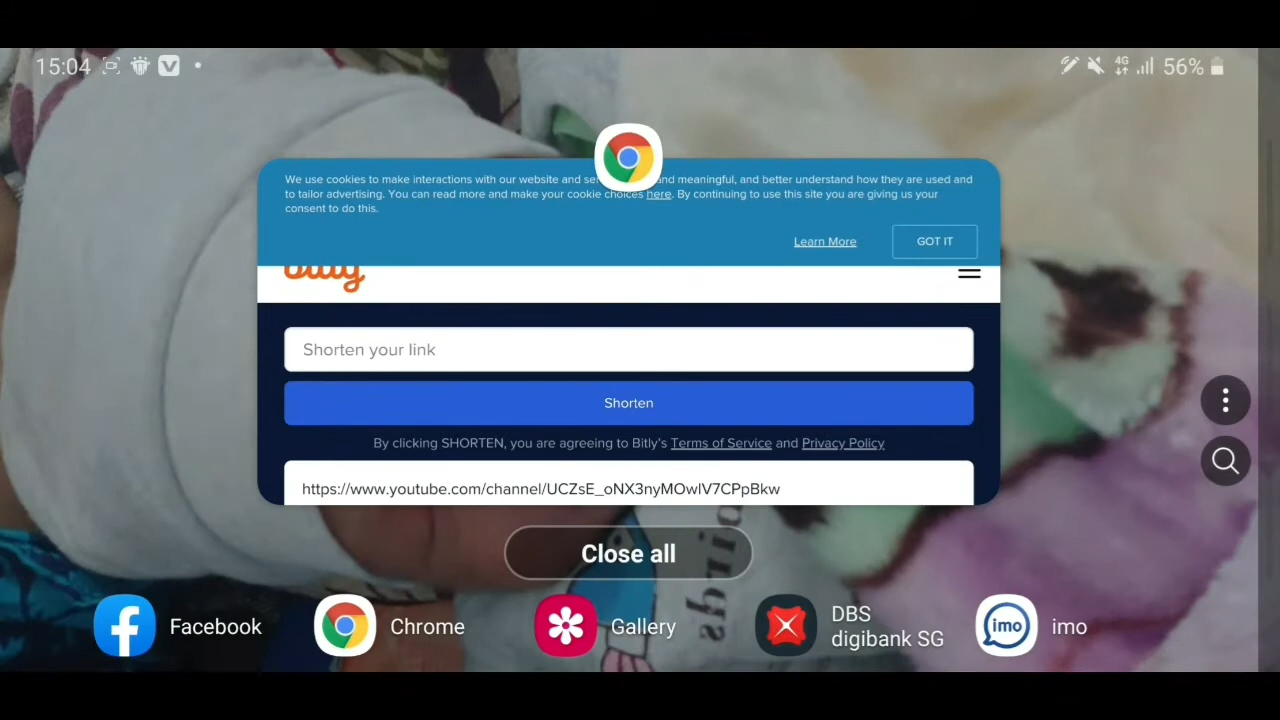 15:04
56%
4G
We use cookies to make interactions with our website and ser and meaningful, and better understand how they are used and
to tailor advertising. You can read more and make your cookie choices here. By continuing to use this site you are giving us your
consent to do this.
Learn More
GOT IT
bitly
Shorten your link
Shorten
By clicking SHORTEN, you are agreeing to Bitly's Terms of Service and Privacy Policy
https://www.youtube.com/channel/UCZsE_oNX3nyMOwlV7CPpBkw
Close all
Facebook
Chrome
Gallery
DBS
digibank SG
imo
imo